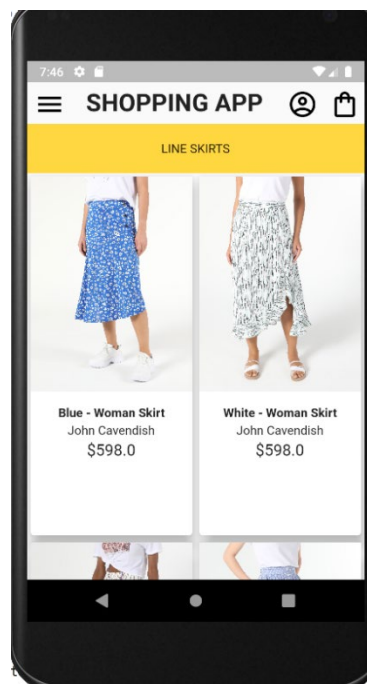 7:46
SHOPPING APP
LINE SKIRTS
Blue - Woman Skirt
John Cavendish
$598.0
White - Woman Skirt
John Cavendish
$598.0